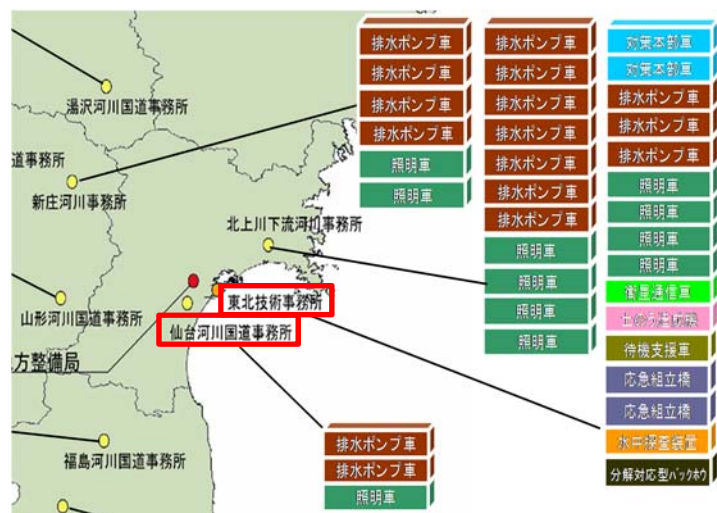 湯沢河川国道事務所
道事務所
新庄河川事務所
北上川下流河川事務所
東北技術事務所
山形河川国道事務所
仙台河川国道事務所
方整備局
福島河川国道事務所
排水ポンプ車
排水ポンプ車
排水ポンプ車
排水ポンプ車
照明車
照明車
排水ポンプ車
排水ポンプ車
排水ポンプ車
排水ポンプ車
排水ポンプ車
排水ポンプ車
排水ポンプ車
照明車
照明車
照明車
照明車
対策本部車
対策本部車
排水ポンプ車
排水ポンプ車
排水ポンプ車
照明車
照明車
照明車
照明車
衛星通信車
土のう造成機
待機支援車
応急組立橋
応急組立橋
水中探査装置
分解対応型バックホウ
排水ポンプ車
排水ポンプ車
照明車